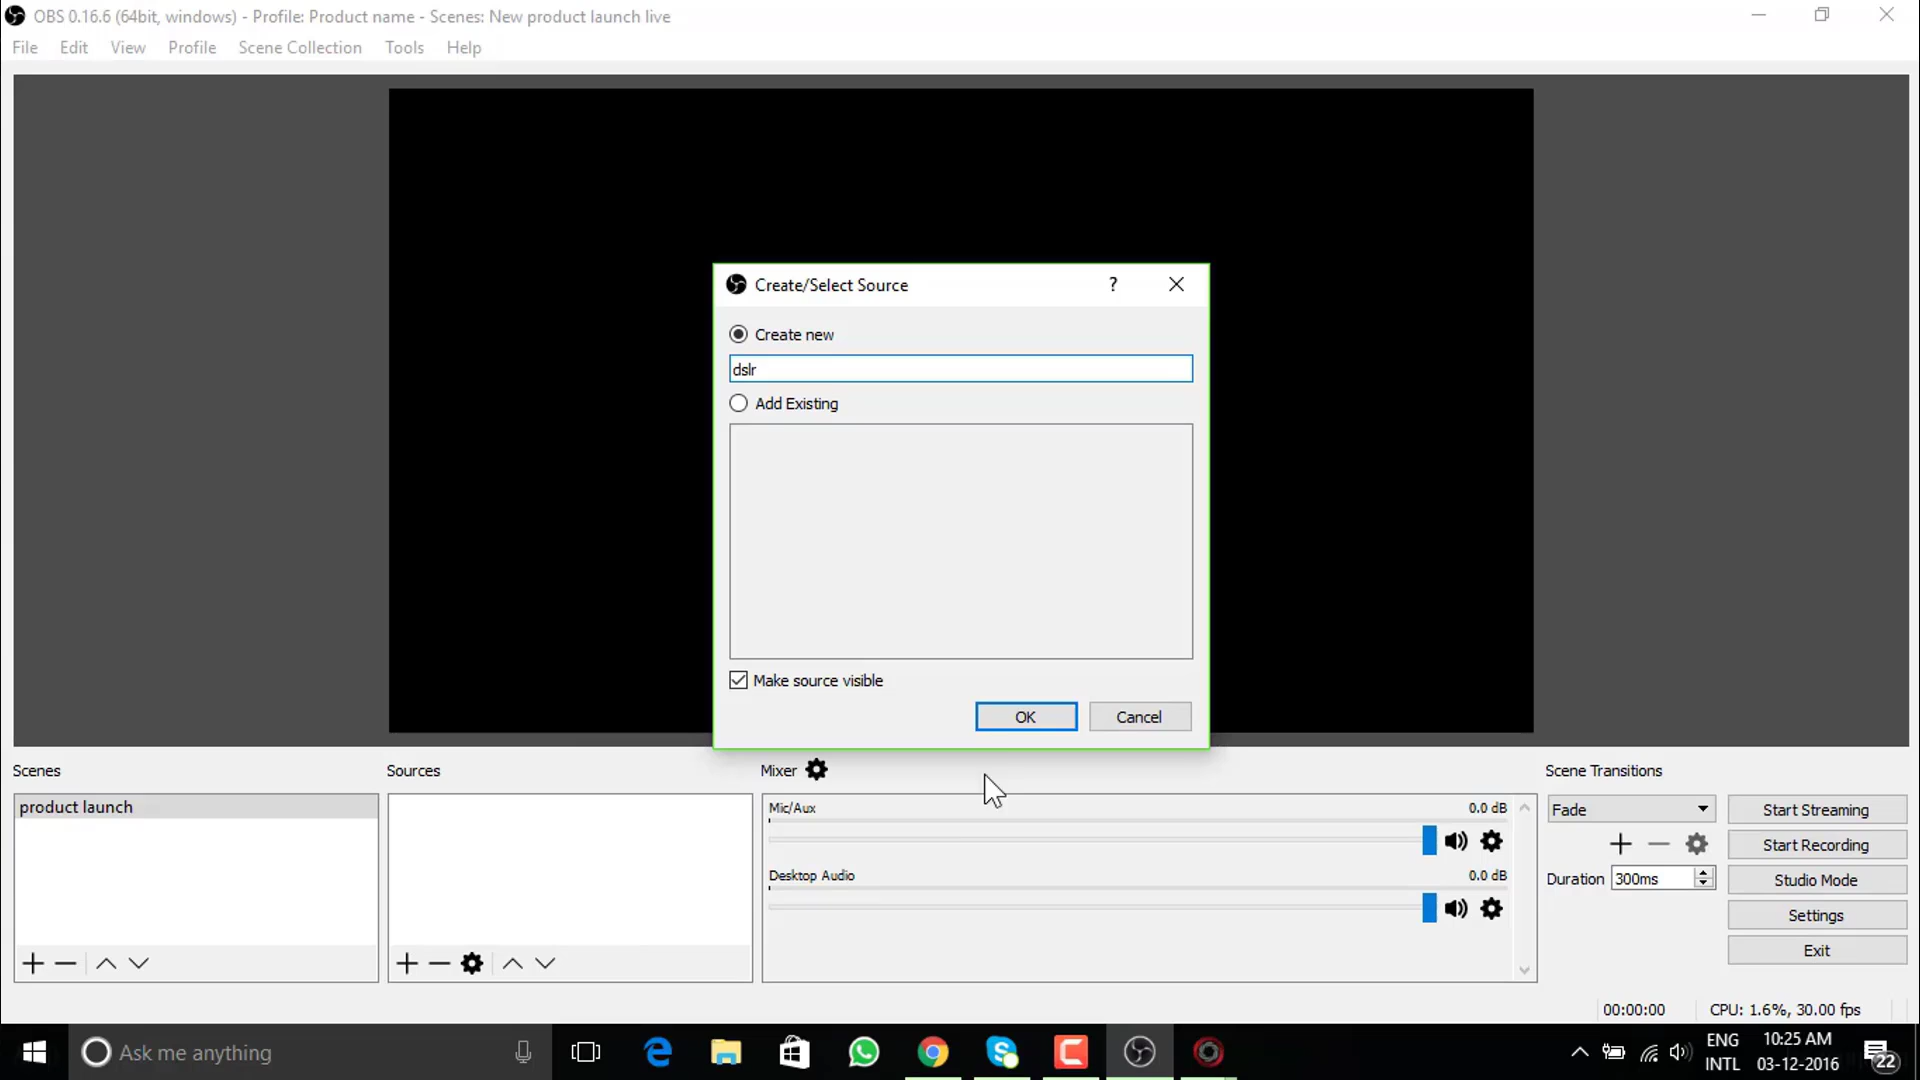 OBS 0.16.6 (64bit, windows) - Profile: Product name - Scenes: New product launch live
File Edit View Profile Scene Collection Tools Help
Create/Select Source
?
Create new
dslr
Add Existing
Make source visible
OK Cancel
Scenes
product launch
Sources
Mixer
Mic/Aux 0.0 dB
Desktop Audio 0.0 dB
Scene Transitions
Fade
Duration 300ms
Start Streaming
Start Recording
Studio Mode
Settings
Exit
00:00:00 CPU: 1.6%, 30.00 fps
Ask me anything
ENG
INTL
10:25 AM
03-12-2016
22